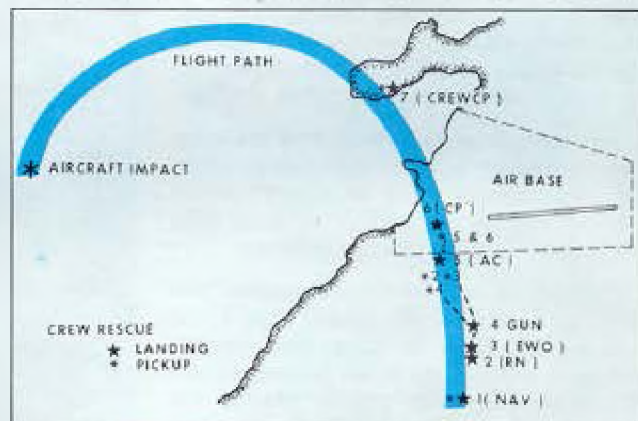 FLIGHT PATH
7 ( CREWCP )
AIRCRAFT IMPACT
AIR BASE
6 ( CP )
5 & 6
5 ( AC )
4 GUN
3 ( EWO )
2 ( RN )
1 ( NAV )
CREW RESCUE
LANDING
PICKUP